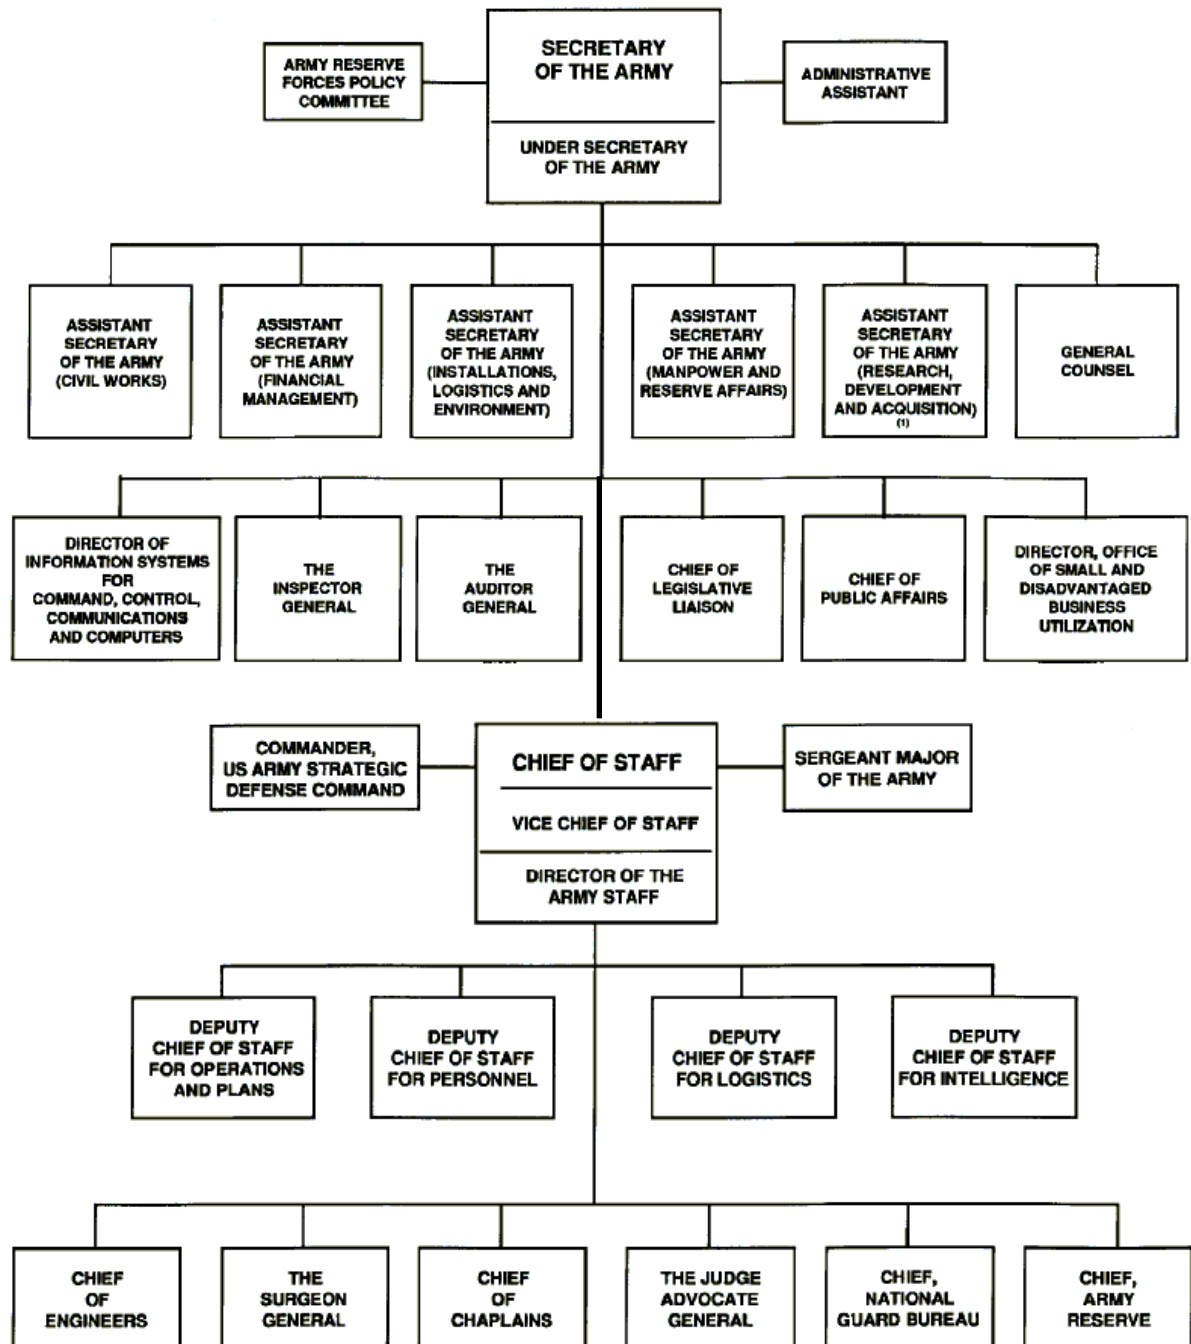 SECRETARY
OF THE ARMY
ARMY RESERVE
FORCES POLICY
COMMITTEE
ADMINISTRATIVE
ASSISTANT
UNDER SECRETARY
OF THE ARMY
ASSISTANT
SECRETARY
OF THE ARMY
(CIVIL WORKS)
ASSISTANT
SECRETARY
OF THE ARMY
(FINANCIAL
MANAGEMENT)
ASSISTANT
SECRETARY
OF THE ARMY
(INSTALLATIONS,
LOGISTICS AND
ENVIRONMENT)
ASSISTANT
SECRETARY
OF THE ARMY
(MANPOWER AND
RESERVE AFFAIRS)
ASSISTANT
SECRETARY
OF THE ARMY
(RESEARCH,
DEVELOPMENT
AND ACQUISITION)
(1)
GENERAL
COUNSEL
DIRECTOR OF
INFORMATION SYSTEMS
FOR
COMMAND, CONTROL,
COMMUNICATIONS
AND COMPUTERS
THE
INSPECTOR
GENERAL
THE
AUDITOR
GENERAL
CHIEF OF
LEGISLATIVE
LIAISON
CHIEF OF
PUBLIC AFFAIRS
DIRECTOR, OFFICE
OF SMALL AND
DISADVANTAGED
BUSINESS
UTILIZATION
COMMANDER,
US ARMY STRATEGIC
DEFENSE COMMAND
CHIEF OF STAFF
VICE CHIEF OF STAFF
DIRECTOR OF THE
ARMY STAFF
SERGEANT MAJOR
OF THE ARMY
DEPUTY
CHIEF OF STAFF
FOR OPERATIONS
AND PLANS
DEPUTY
CHIEF OF STAFF
FOR PERSONNEL
DEPUTY
CHIEF OF STAFF
FOR LOGISTICS
DEPUTY
CHIEF OF STAFF
FOR INTELLIGENCE
CHIEF
OF
ENGINEERS
THE
SURGEON
GENERAL
CHIEF
OF
CHAPLAINS
THE JUDGE
ADVOCATE
GENERAL
CHIEF,
NATIONAL
GUARD BUREAU
CHIEF,
ARMY
RESERVE